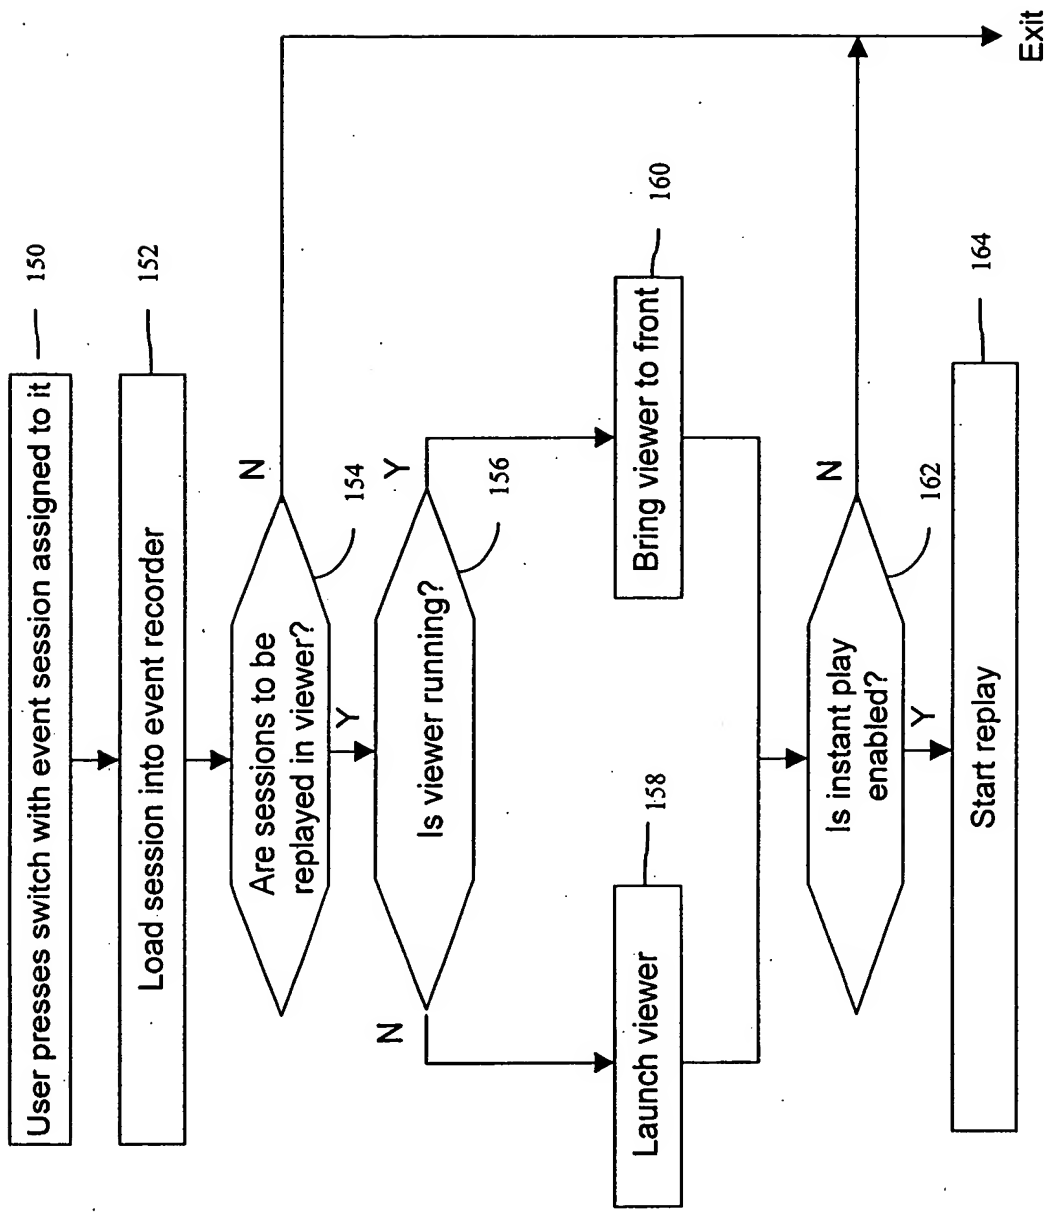 User presses switch with event session assigned to it
150
Load session into event recorder
152
Are sessions to be
replayed in viewer?
154
N
Y
Is viewer running?
156
N
Y
Launch viewer
158
Bring viewer to front
160
Is instant play
enabled?
162
N
Y
Start replay
164
Exit